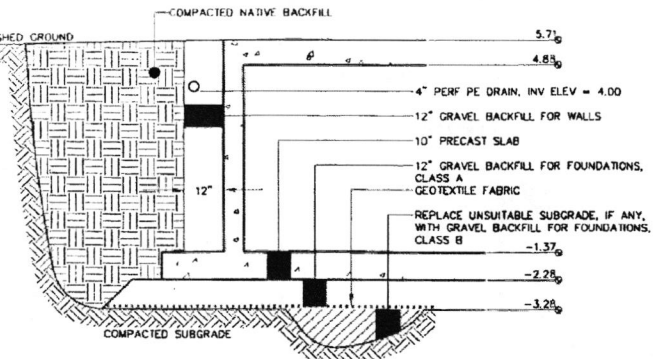 COMPACTED NATIVE BACKFILL
SHED GROUND
5.71
4.88
4" PERF PE DRAIN, INV ELEV = 4.00
12" GRAVEL BACKFILL FOR WALLS
10" PRECAST SLAB
12" GRAVEL BACKFILL FOR FOUNDATIONS,
CLASS A
GEOTEXTILE FABRIC
12"
REPLACE UNSUITABLE SUBGRADE, IF ANY,
WITH GRAVEL BACKFILL FOR FOUNDATIONS,
CLASS B
-1.37
-2.28
-3.28
COMPACTED SUBGRADE